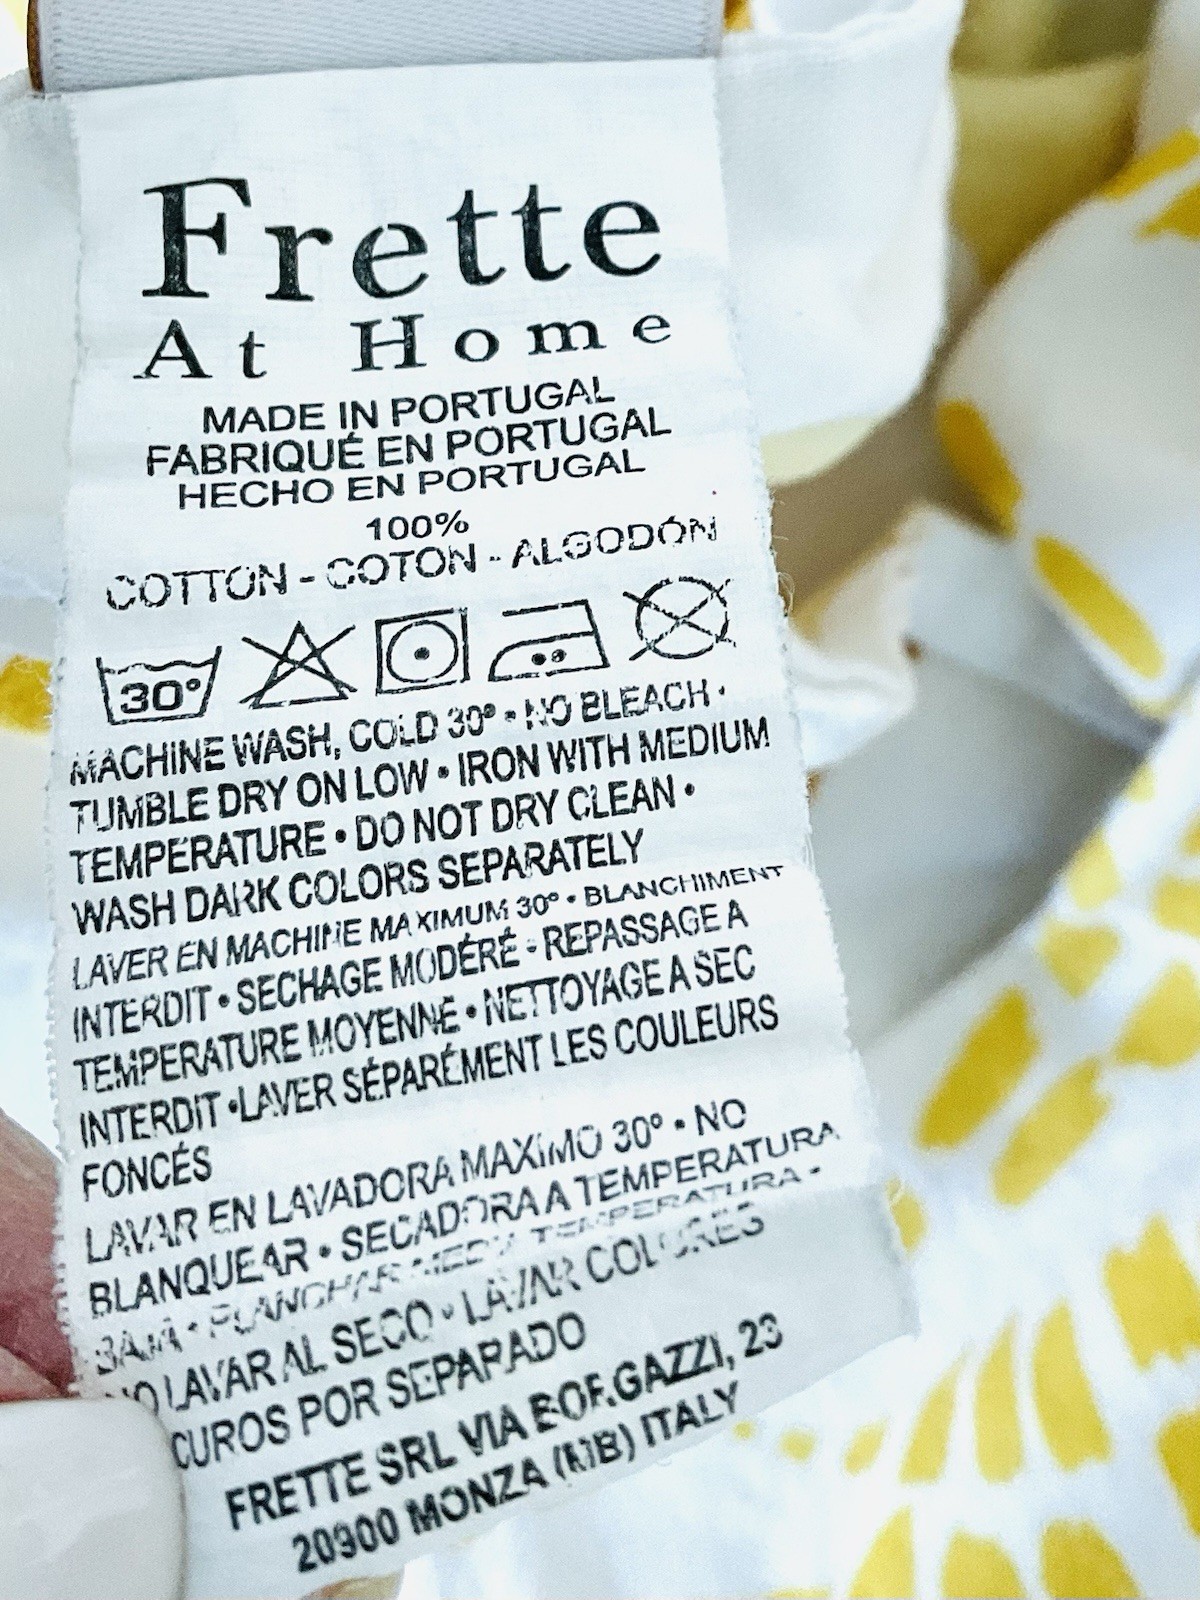 Frette
At Home
MADE IN PORTUGAL
FABRIQUÉ EN PORTUGAL
HECHO EN PORTUGAL
100%
COTTON - COTON - ALGODÓN
30°
MACHINE WASH, COLD 30° • NO BLEACH •
TUMBLE DRY ON LOW • IRON WITH MEDIUM
TEMPERATURE • DO NOT DRY CLEAN •
WASH DARK COLORS SEPARATELY
LAVER EN MACHINE MAXIMUM 30° • BLANCHIMENT
INTERDIT • SECHAGE MODÉRÉ - REPASSAGE A
TEMPERATURE MOYENNE • NETTOYAGE A SEC
INTERDIT •LAVER SÉPARÉMENT LES COULEURS
FONCÉS
LAVAR EN LAVADORA MAXIMO 30° • NO
BLANQUEAR • SECADORA A TEMPERATURA
BAJA - PLANCHAR TEMPERATURA -
NO LAVAR AL SECO - LAVAR COLORES
CUROS POR SEPARADO
FRETTE SRL VIA BORGAZZI, 23
20900 MONZA (MB) ITALY